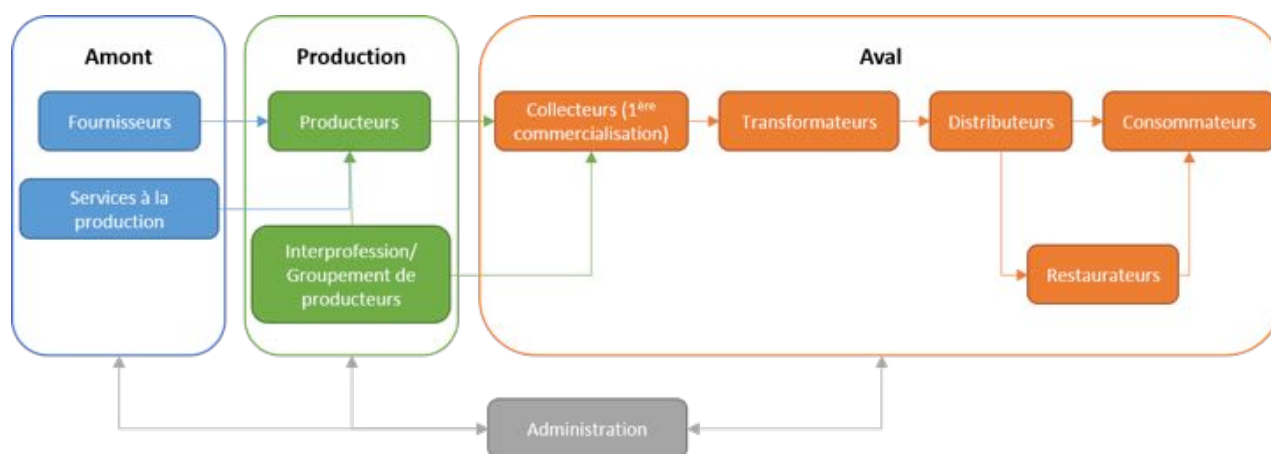 Amont
Production
Aval
Fournisseurs
Producteurs
Collecteurs (1ère
commercialisation)
Transformateurs
Distributeurs
Consommateurs
Services à la
production
Interprofession/
Groupement de
producteurs
Restaurateurs
Administration